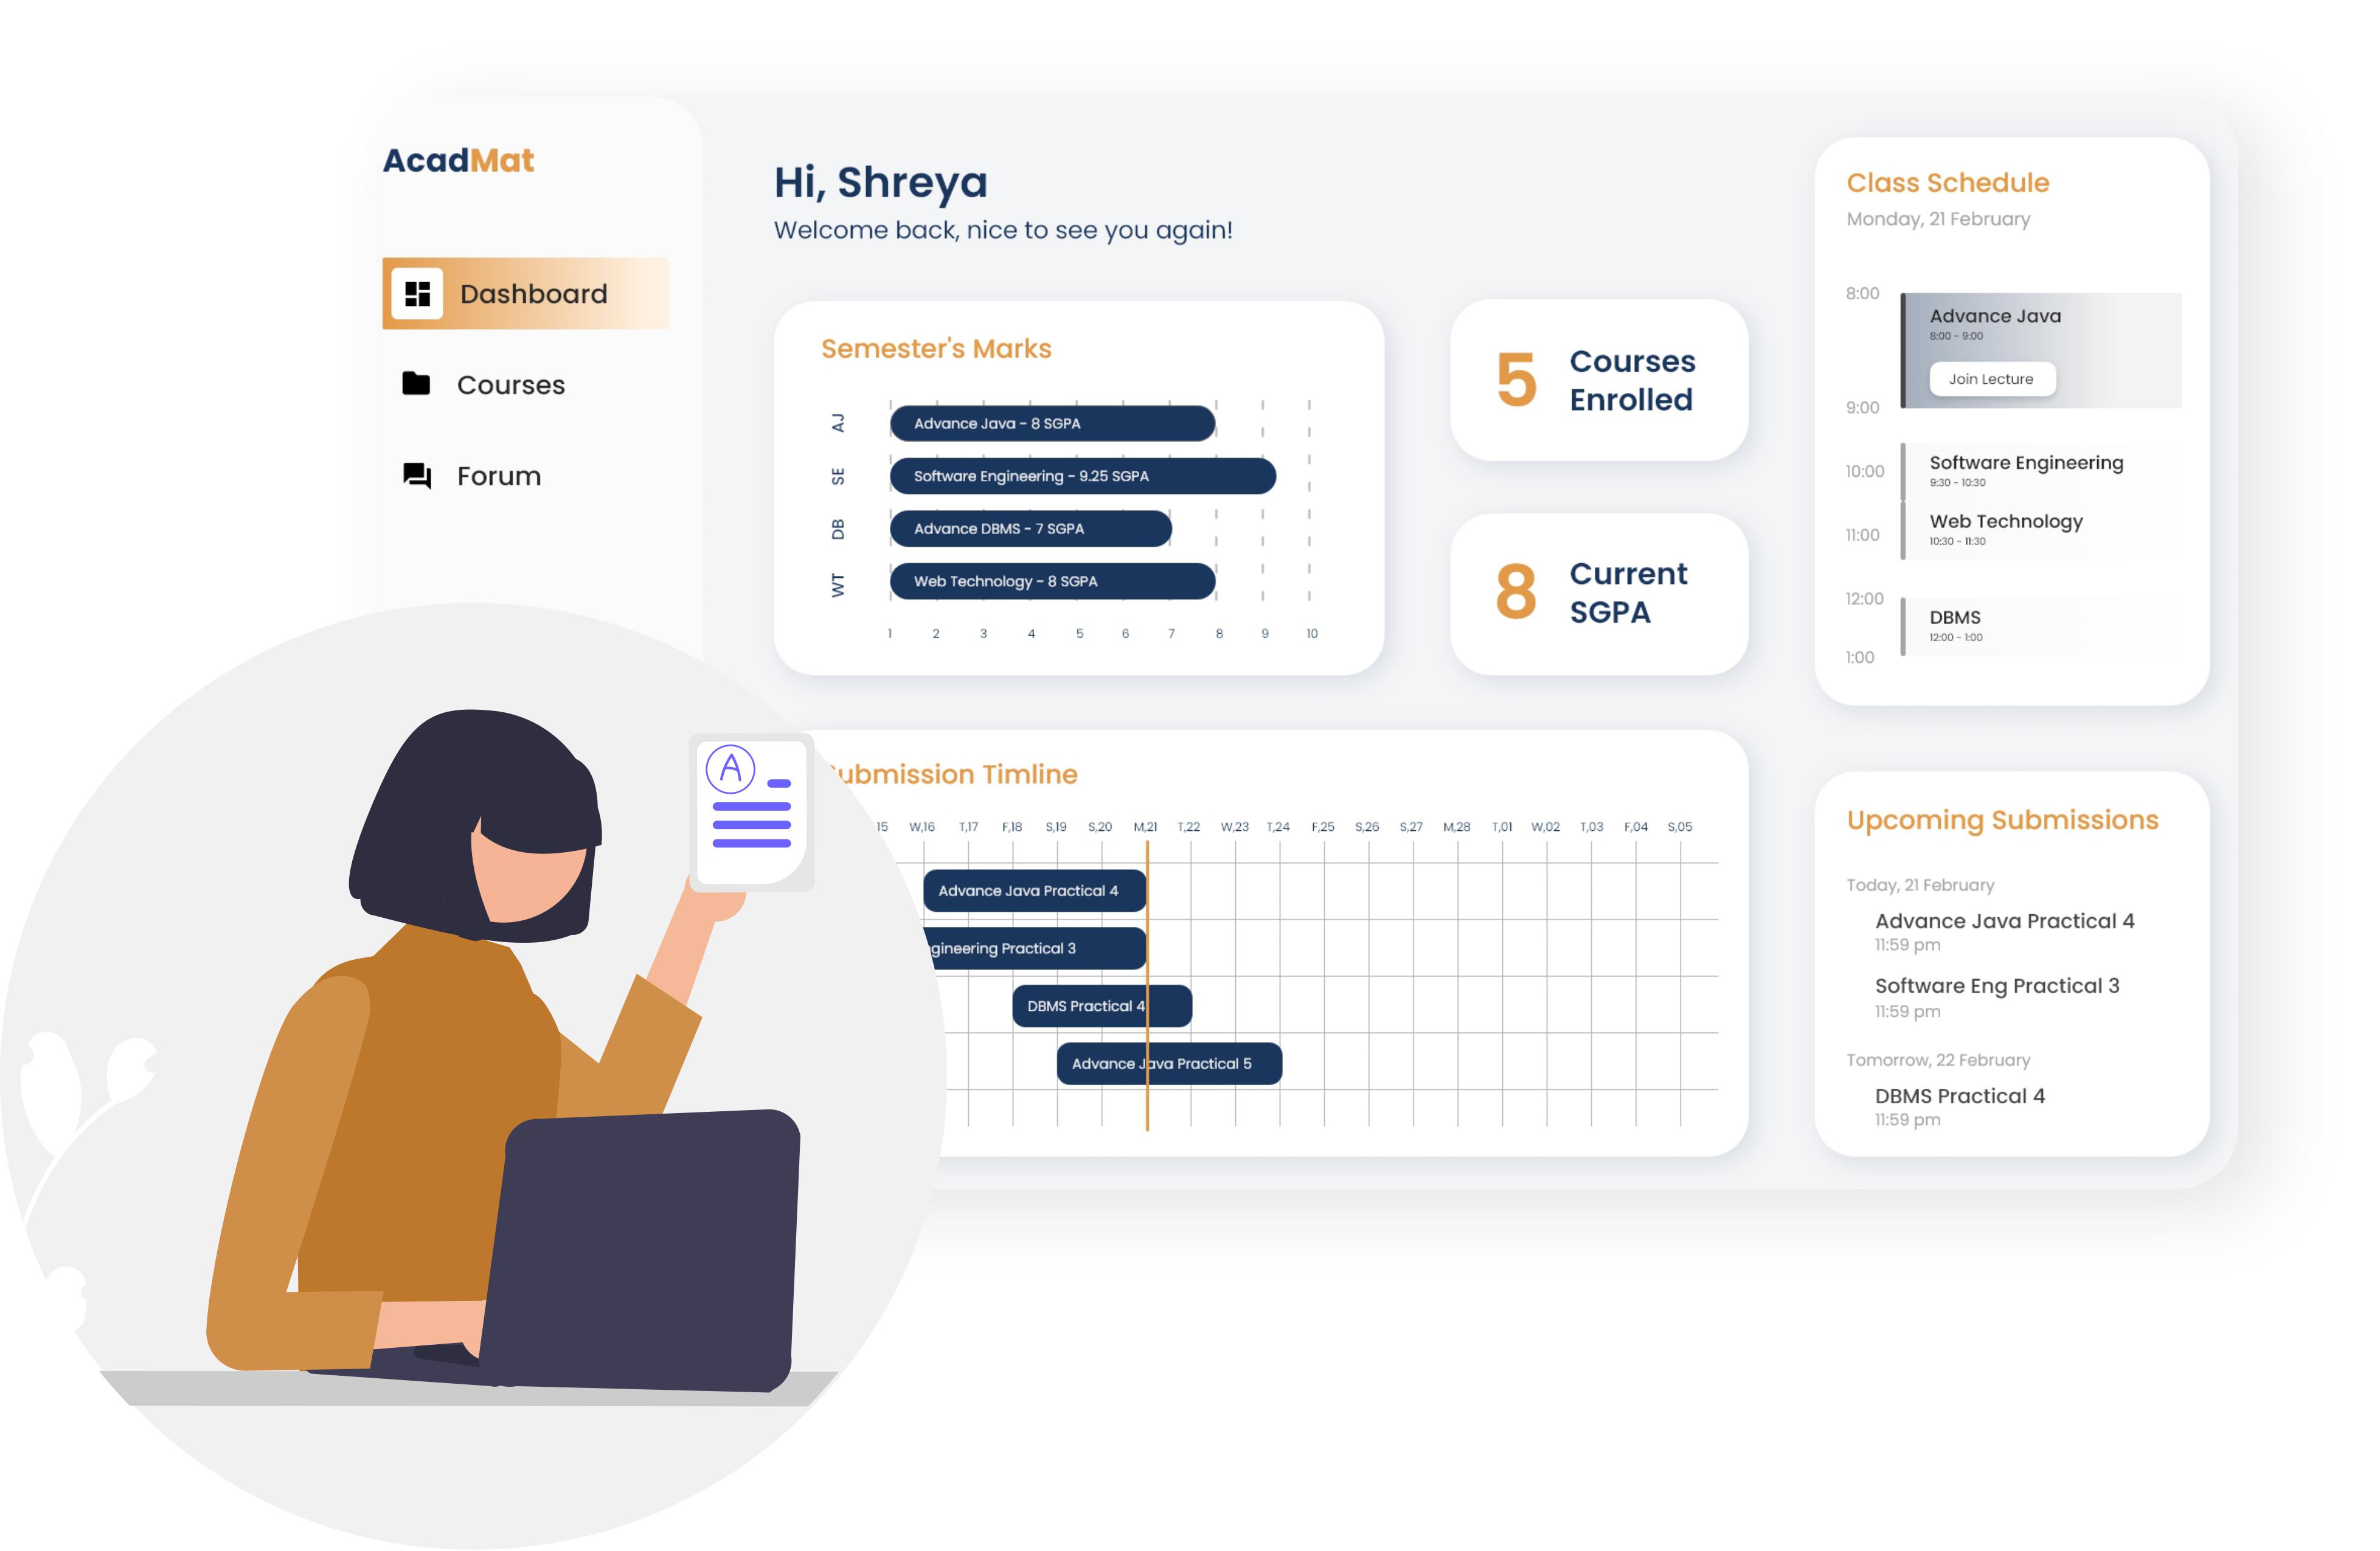 AcadMat
Dashboard
Courses
Forum
Hi, Shreya
Welcome back, nice to see you again!
Semester's Marks
AJ
Advance Java - 8 SGPA
SE
Software Engineering - 9.25 SGPA
DB
Advance DBMS - 7 SGPA
WT
Web Technology - 8 SGPA
1 2 3 4 5 6 7 8 9 10
5 Courses
Enrolled
8 Current
SGPA
Class Schedule
Monday, 21 February
8:00
Advance Java
8:00 - 9:00
Join Lecture
9:00
Software Engineering
10:00
9:30 - 10:30
Web Technology
11:00
10:30 - 11:30
12:00
DBMS
12:00 - 1:00
1:00
A
ubmission Timline
15 W,16 T,17 F,18 S,19 S,20 M,21 T,22 W,23 T,24 F,25 S,26 S,27 M,28 T,01 W,02 T,03 F,04 S,05
Advance Java Practical 4
gineering Practical 3
DBMS Practical 4
Advance Java Practical 5
Upcoming Submissions
Today, 21 February
Advance Java Practical 4
11:59 pm
Software Eng Practical 3
11:59 pm
Tomorrow, 22 February
DBMS Practical 4
11:59 pm